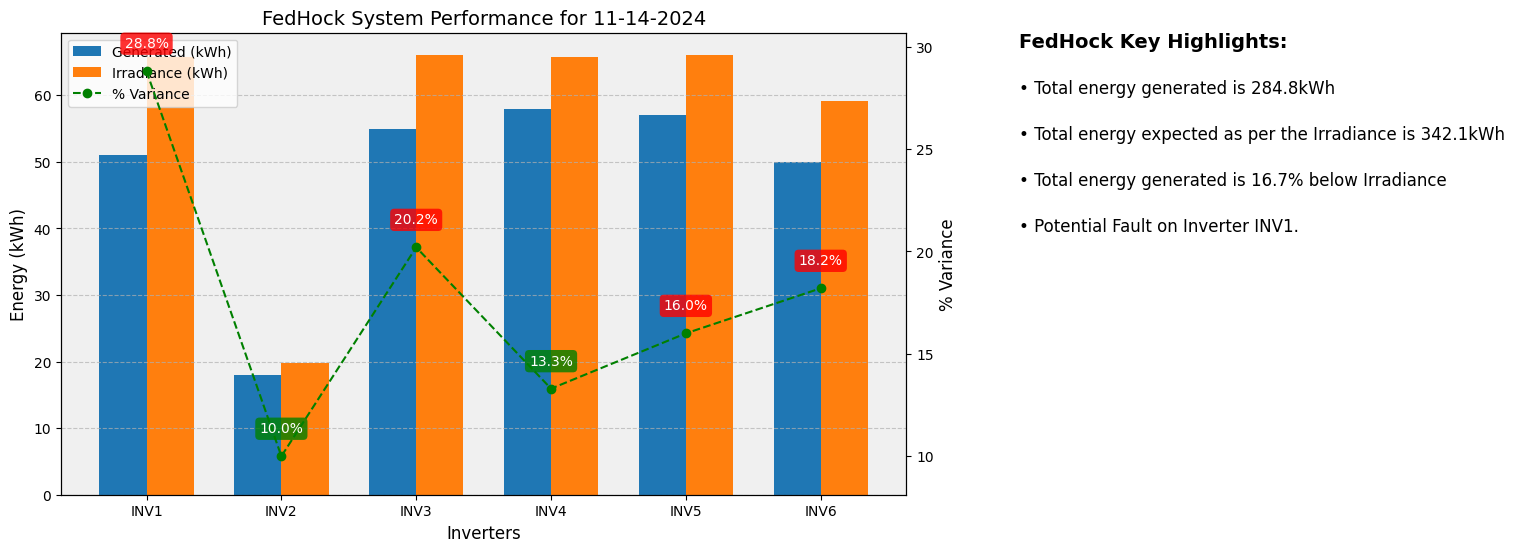 FedHock System Performance for 11-14-2024
FedHock Key Highlights:
• Total energy generated is 284.8kWh
• Total energy expected as per the Irradiance is 342.1kWh
• Total energy generated is 16.7% below Irradiance
• Potential Fault on Inverter INV1.
Generated (kWh)
Irradiance (kWh)
% Variance
28.8%
10.0%
20.2%
13.3%
16.0%
18.2%
Energy (kWh)
60
50
40
30
20
10
0
INV1 INV2 INV3 INV4 INV5 INV6
Inverters
30
25
20
15
10
% Variance